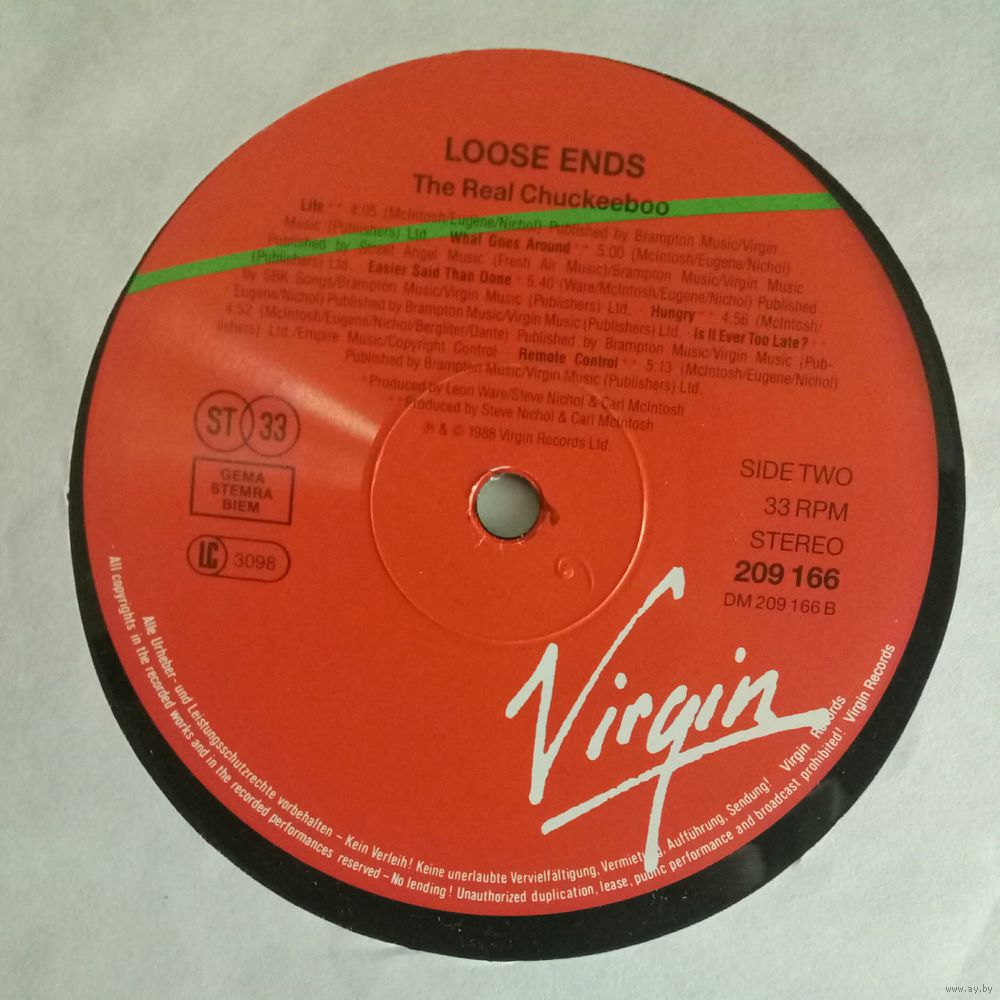 LOOSE ENDS
The Real Chuckeeboo
Life ** 4:05 (McIntosh/Eugene/Nichol) Published by Brampton Music/Virgin
Music (Publishers) Ltd. · What Goes Around ** 5:00 (McIntosh/Eugene/Nichol)
Published by Street Angel Music (Fresh Air Music)/Brampton Music/Virgin Music
(Publishers) Ltd. · Easier Said Than Done * 5:40 (Ware/McIntosh/Eugene/Nichol) Published
by SBK Songs/Brampton Music/Virgin Music (Publishers) Ltd. · Hungry ** 4:56 (McIntosh/
Eugene/Nichol) Published by Brampton Music/Virgin Music (Publishers) Ltd. · Is It Ever Too Late? **
4:52 (McIntosh/Eugene/Nichol/Bergliter/Dante) Published by Brampton Music/Virgin Music (Pub-
lishers) Ltd./Empire Music/Copyright Control · Remote Control ** 5:13 (McIntosh/Eugene/Nichol)
Published by Brampton Music/Virgin Music (Publishers) Ltd.
*Produced by Leon Ware/Steve Nichol & Carl McIntosh
**Produced by Steve Nichol & Carl McIntosh
℗ & © 1988 Virgin Records Ltd.
ST 33
GEMA
STEMRA
BIEM
LC 3098
SIDE TWO
33 RPM
STEREO
209 166
DM 209 166 B
Virgin
Alle Urheber- und Leistungsschutzrechte vorbehalten – Kein Verleih! Keine unerlaubte Vervielfältigung, Vermietung, Aufführung, Sendung! Virgin Records
All copyrights in the recorded works and in the recorded performances reserved – No lending! Unauthorized duplication, lease, public performance and broadcast prohibited! Virgin Records
www.ay.by